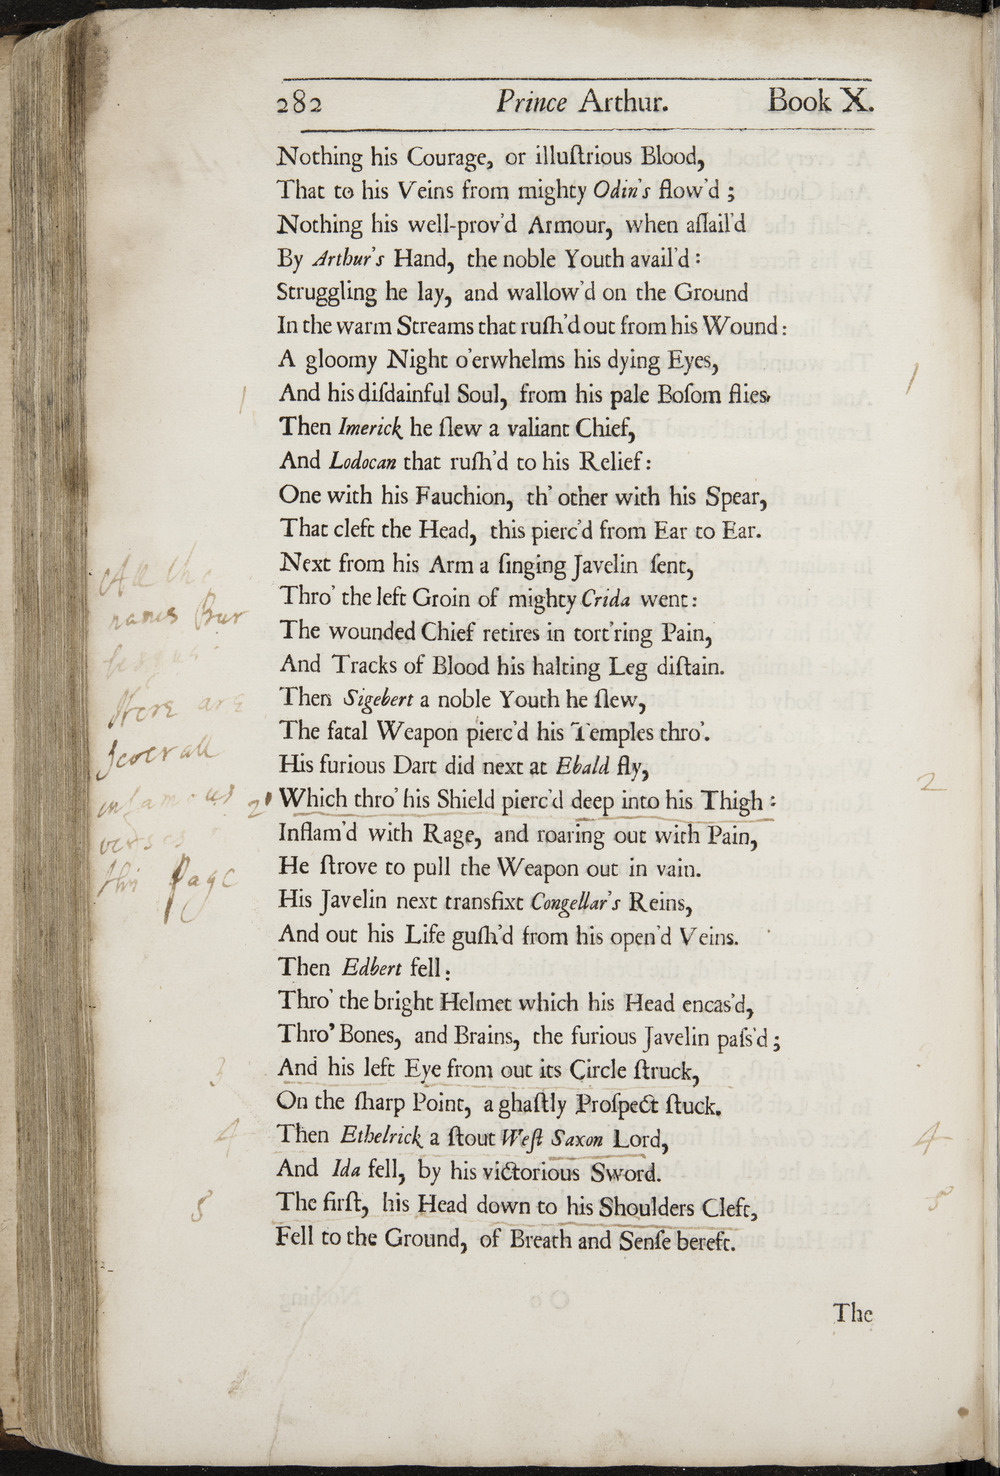 282 Prince Arthur. Book X.
Nothing his Courage, or illuſtrious Blood,
That to his Veins from mighty Odin's flow'd ;
Nothing his well-prov'd Armour, when aſſail'd
By Arthur's Hand, the noble Youth avail'd :
Struggling he lay, and wallow'd on the Ground
In the warm Streams that ruſh'd out from his Wound :
A gloomy Night o'erwhelms his dying Eyes,
1 And his diſdainful Soul, from his pale Boſom flies. 1
Then Imerick he ſlew a valiant Chief,
And Lodocan that ruſh'd to his Relief :
One with his Fauchion, th' other with his Spear,
That cleft the Head, this pierc'd from Ear to Ear.
Next from his Arm a ſinging Javelin ſent,
Thro' the left Groin of mighty Crida went :
The wounded Chief retires in tort'ring Pain,
And Tracks of Blood his halting Leg diſtain.
Then Sigebert a noble Youth he ſlew,
The fatal Weapon pierc'd his Temples thro'.
His furious Dart did next at Ebald fly,
2 Which thro' his Shield pierc'd deep into his Thigh : 2
Inflam'd with Rage, and roaring out with Pain,
He ſtrove to pull the Weapon out in vain.
His Javelin next transfixt Congellar's Reins,
And out his Life guſh'd from his open'd Veins.
Then Edbert fell :
Thro' the bright Helmet which his Head encas'd,
Thro' Bones, and Brains, the furious Javelin paſs'd ;
3 And his left Eye from out its Circle ſtruck,
On the ſharp Point, a ghaſtly Proſpect ſtuck.
4 Then Ethelrick a ſtout Weſt Saxon Lord, 4
And Ida fell, by his victorious Sword.
5 The firſt, his Head down to his Shoulders Cleft, 5
Fell to the Ground, of Breath and Senſe bereft.
The
All the
names Bur
lesque.
Here are
severall
infamous
verses
this Page